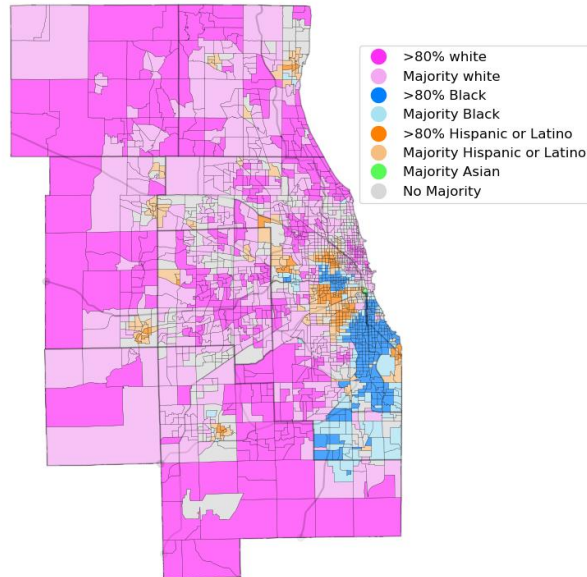 >80% white
Majority white
>80% Black
Majority Black
>80% Hispanic or Latino
Majority Hispanic or Latino
Majority Asian
No Majority